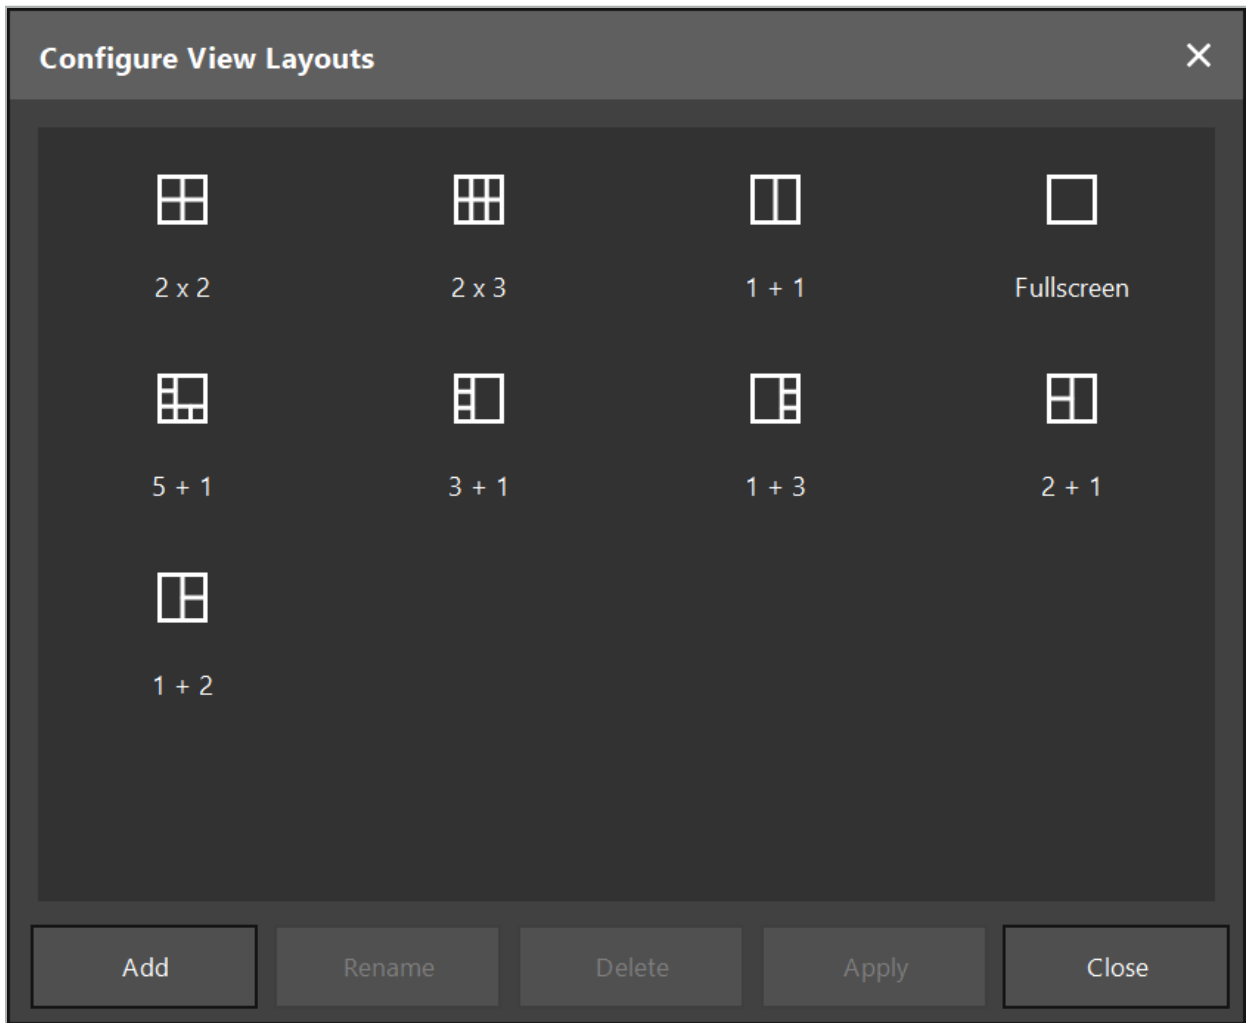 Configure View Layouts
2 x 2 2 x 3 1 + 1 Fullscreen
5 + 1 3 + 1 1 + 3 2 + 1
1 + 2
Add Rename Delete Apply Close